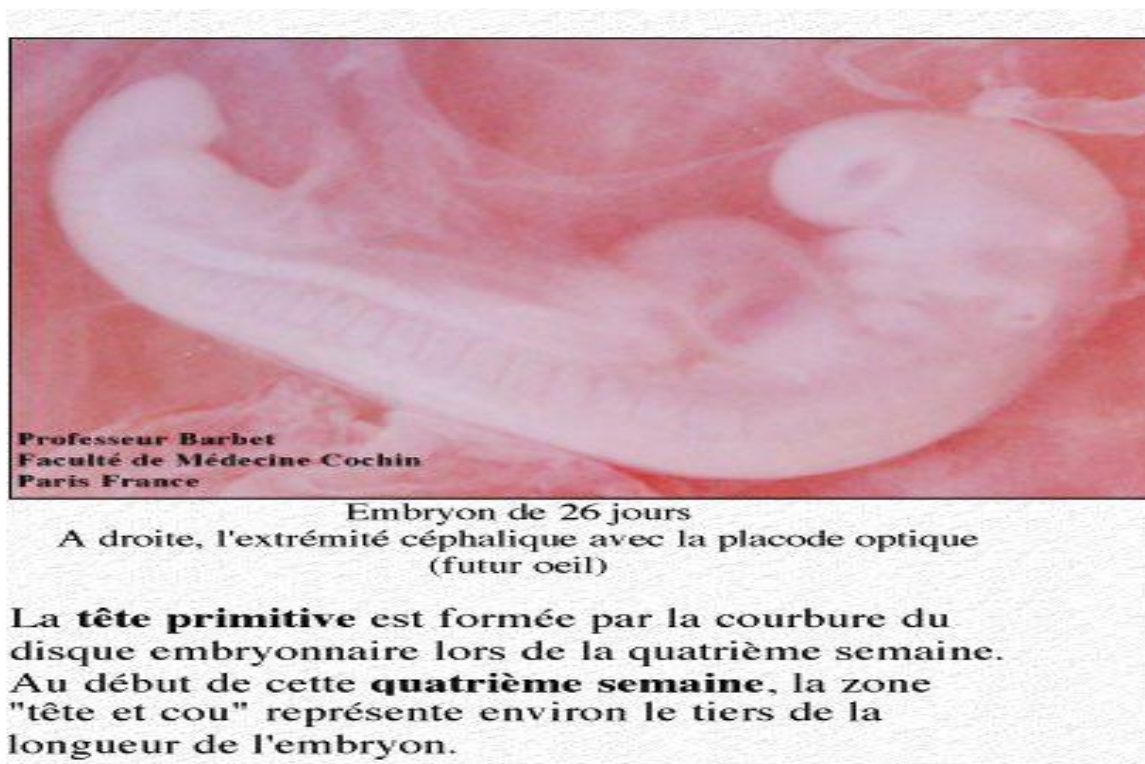 Professeur Barbet
Faculté de Médecine Cochin
Paris France
Embryon de 26 jours
A droite, l'extrémité céphalique avec la placode optique
(futur oeil)
La tête primitive est formée par la courbure du
disque embryonnaire lors de la quatrième semaine.
Au début de cette quatrième semaine, la zone
"tête et cou" représente environ le tiers de la
longueur de l'embryon.